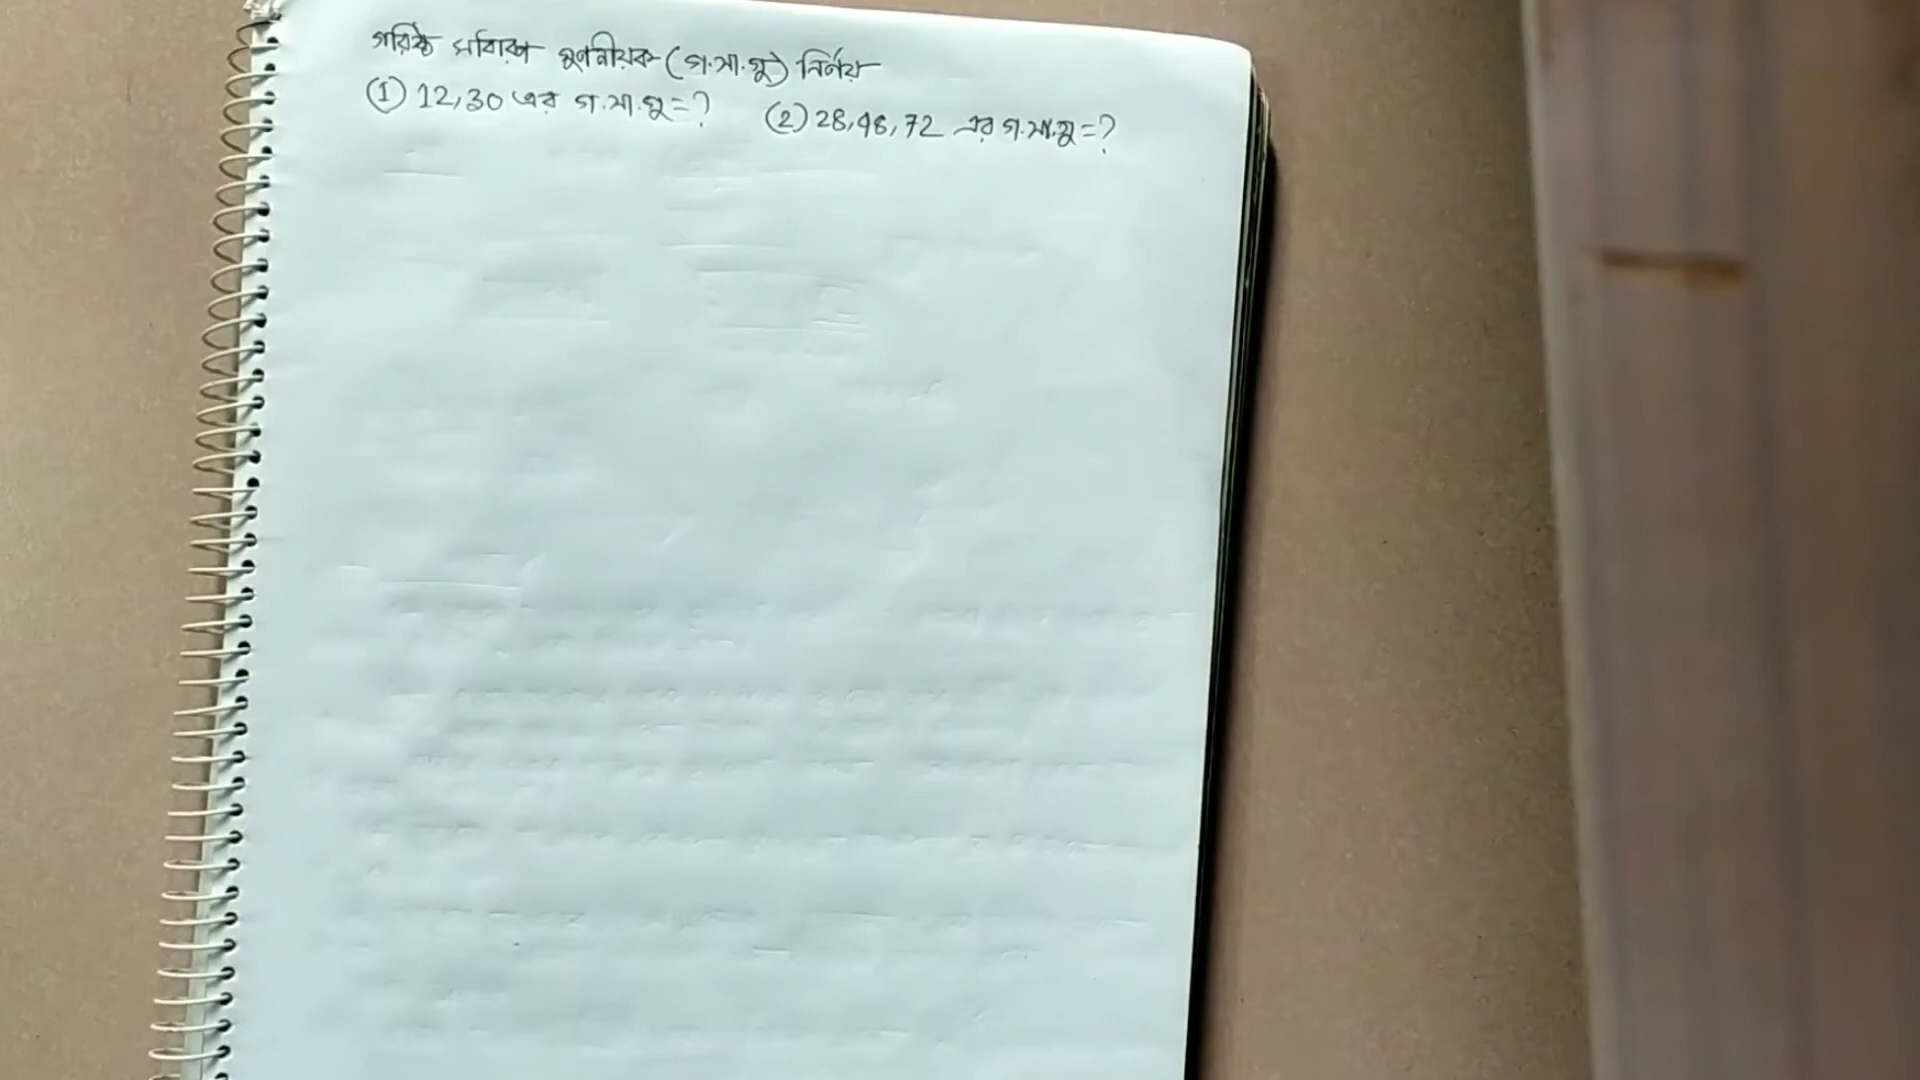 গরিষ্ঠ সাধারণ গুণনীয়ক (গ.সা.গু) নির্ণয়
(1) 12,30 এর গ.সা.গু=? (2) 28,48,72 এর গ.সা.গু=?